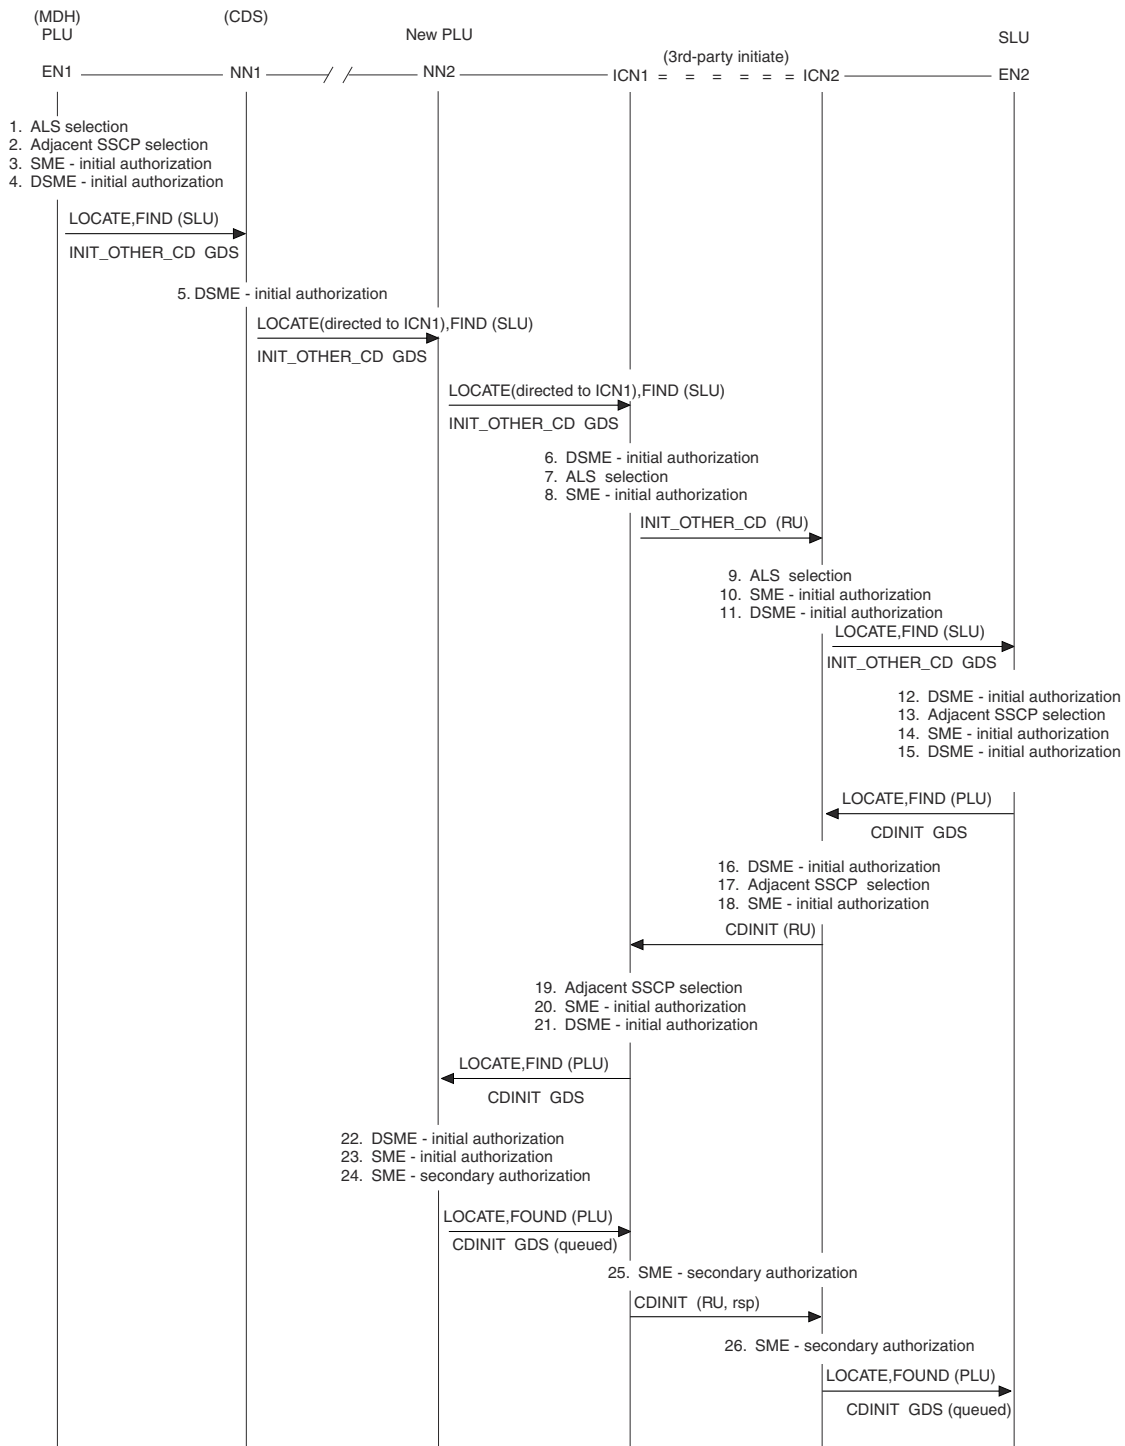 (MDH)
PLU
(CDS)
New PLU
SLU
(3rd-party initiate)
EN1
NN1
NN2
ICN1 = = = = = = ICN2
EN2
1. ALS selection
2. Adjacent SSCP selection
3. SME - initial authorization
4. DSME - initial authorization
LOCATE,FIND (SLU)
INIT_OTHER_CD GDS
5. DSME - initial authorization
LOCATE(directed to ICN1),FIND (SLU)
INIT_OTHER_CD GDS
LOCATE(directed to ICN1),FIND (SLU)
INIT_OTHER_CD GDS
6. DSME - initial authorization
7. ALS selection
8. SME - initial authorization
INIT_OTHER_CD (RU)
9. ALS selection
10. SME - initial authorization
11. DSME - initial authorization
LOCATE,FIND (SLU)
INIT_OTHER_CD GDS
12. DSME - initial authorization
13. Adjacent SSCP selection
14. SME - initial authorization
15. DSME - initial authorization
LOCATE,FIND (PLU)
CDINIT GDS
16. DSME - initial authorization
17. Adjacent SSCP selection
18. SME - initial authorization
CDINIT (RU)
19. Adjacent SSCP selection
20. SME - initial authorization
21. DSME - initial authorization
LOCATE,FIND (PLU)
CDINIT GDS
22. DSME - initial authorization
23. SME - initial authorization
24. SME - secondary authorization
LOCATE,FOUND (PLU)
CDINIT GDS (queued)
25. SME - secondary authorization
CDINIT (RU, rsp)
26. SME - secondary authorization
LOCATE,FOUND (PLU)
CDINIT GDS (queued)